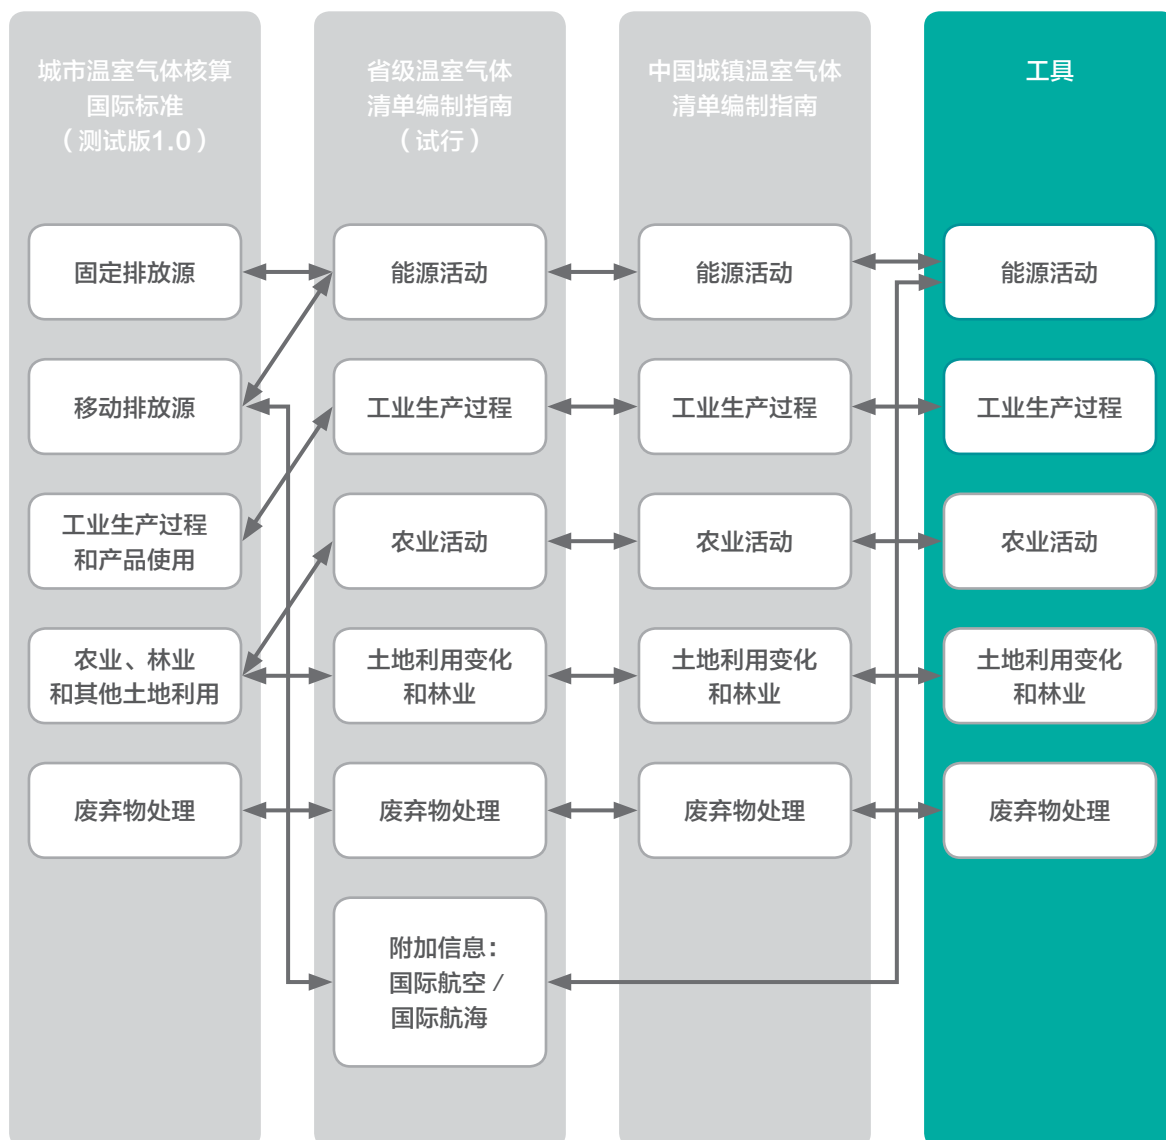 城市温室气体核算
国际标准
（测试版1.0）
省级温室气体
清单编制指南
（试行）
中国城镇温室气体
清单编制指南
工具
固定排放源
能源活动
能源活动
能源活动
移动排放源
工业生产过程
工业生产过程
工业生产过程
工业生产过程
和产品使用
农业活动
农业活动
农业活动
农业、林业
和其他土地利用
土地利用变化
和林业
土地利用变化
和林业
土地利用变化
和林业
废弃物处理
废弃物处理
废弃物处理
废弃物处理
附加信息：
国际航空 /
国际航海